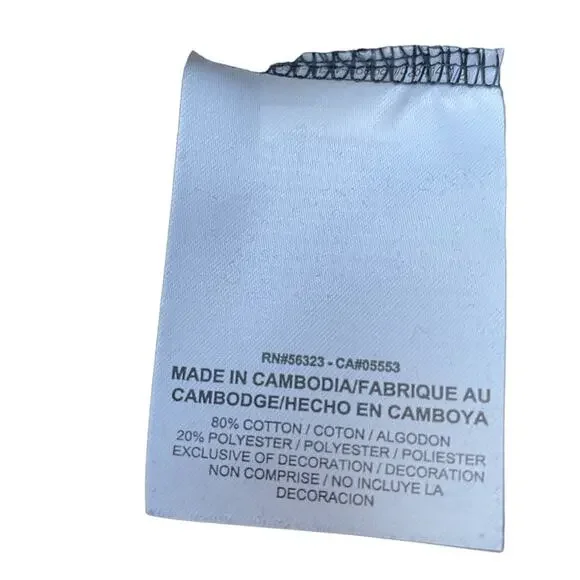 RN#56323 - CA#05553
MADE IN CAMBODIA/FABRIQUE AU
CAMBODGE/HECHO EN CAMBOYA
80% COTTON / COTON / ALGODON
20% POLYESTER / POLYESTER / POLIESTER
EXCLUSIVE OF DECORATION / DECORATION
NON COMPRISE / NO INCLUYE LA
DECORACION